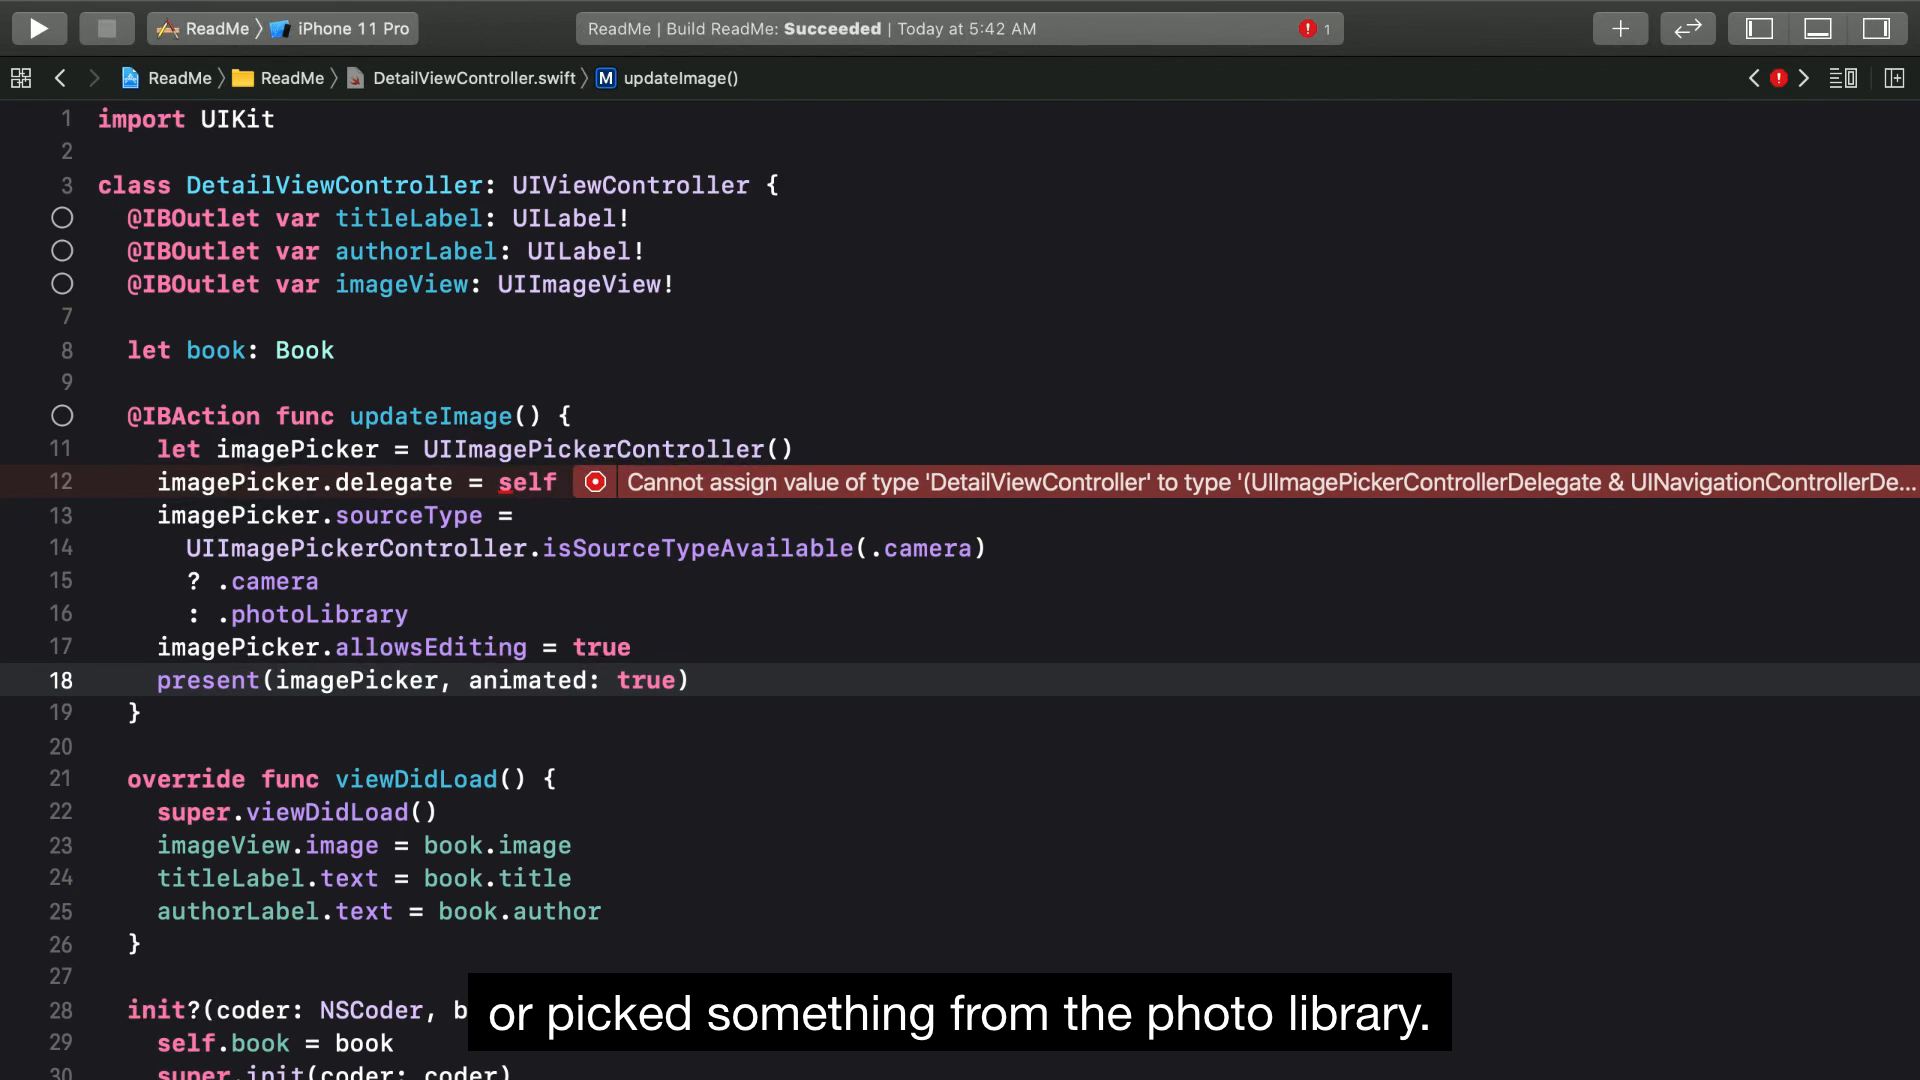 ReadMe 〉 iPhone 11 Pro
ReadMe | Build ReadMe: Succeeded | Today at 5:42 AM
1
ReadMe 〉 ReadMe 〉 DetailViewController.swift 〉 M updateImage()
1 import UIKit
2
3 class DetailViewController: UIViewController {
@IBOutlet var titleLabel: UILabel!
@IBOutlet var authorLabel: UILabel!
@IBOutlet var imageView: UIImageView!
7
8 let book: Book
9
@IBAction func updateImage() {
11 let imagePicker = UIImagePickerController()
12 imagePicker.delegate = self Cannot assign value of type 'DetailViewController' to type '(UIImagePickerControllerDelegate & UINavigationControllerDe...
13 imagePicker.sourceType =
14 UIImagePickerController.isSourceTypeAvailable(.camera)
15 ? .camera
16 : .photoLibrary
17 imagePicker.allowsEditing = true
18 present(imagePicker, animated: true)
19 }
20
21 override func viewDidLoad() {
22 super.viewDidLoad()
23 imageView.image = book.image
24 titleLabel.text = book.title
25 authorLabel.text = book.author
26 }
27
28 init?(coder: NSCoder, b
or picked something from the photo library.
29 self.book = book
30 super.init(coder: coder)